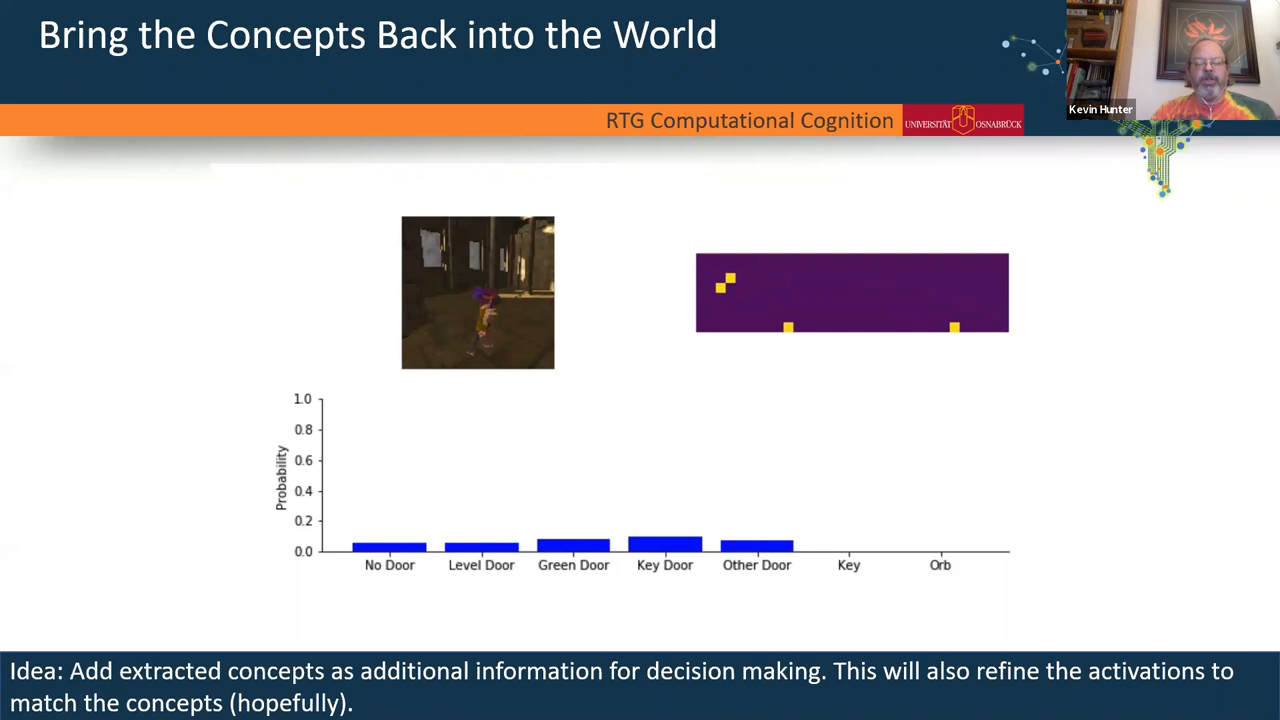 Bring the Concepts Back into the World
Kevin Hunter
RTG Computational Cognition
UNIVERSITÄT OSNABRÜCK
1.0
0.8
0.6
0.4
0.2
0.0
Probability
No Door Level Door Green Door Key Door Other Door Key Orb
Idea: Add extracted concepts as additional information for decision making. This will also refine the activations to
match the concepts (hopefully).